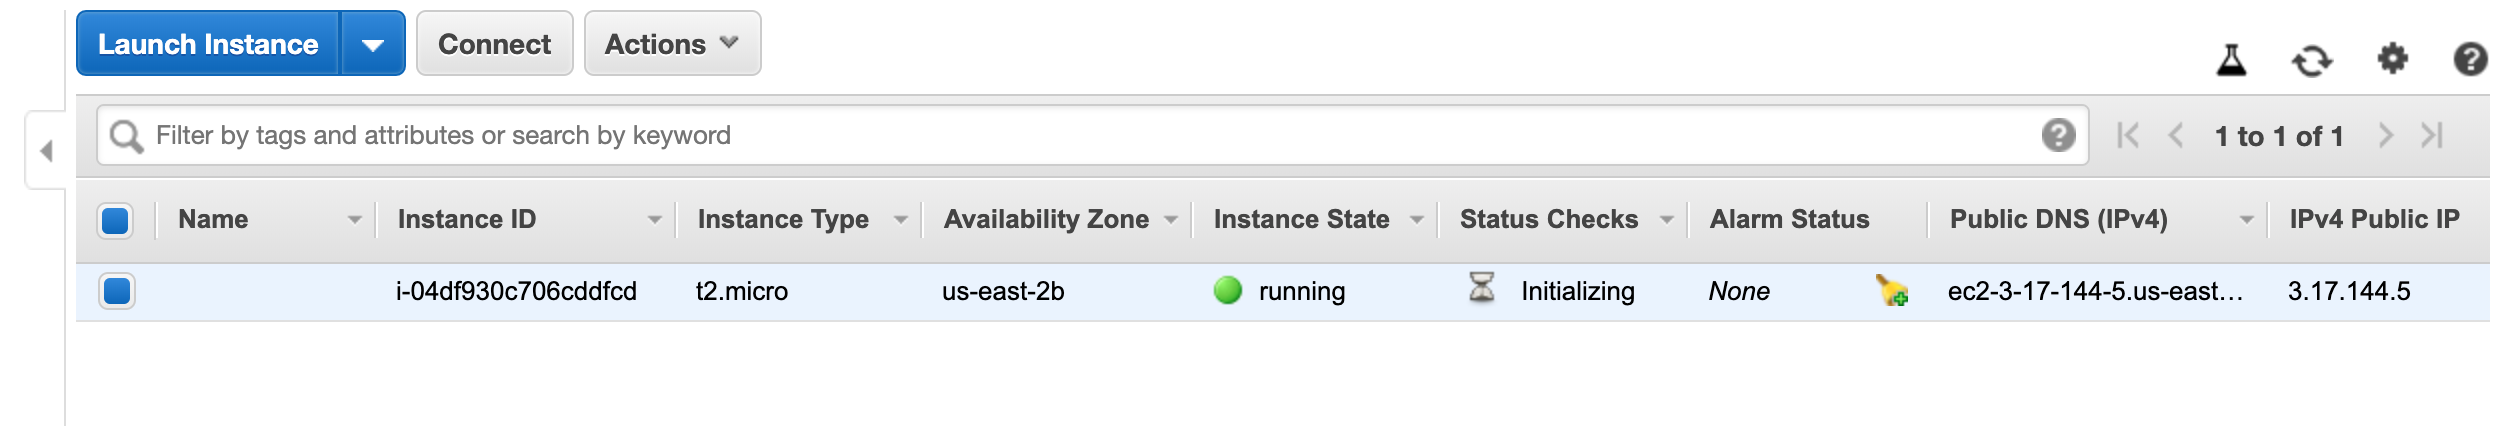 Launch Instance Connect Actions
Filter by tags and attributes or search by keyword 1 to 1 of 1
Name Instance ID Instance Type Availability Zone Instance State Status Checks Alarm Status Public DNS (IPv4) IPv4 Public IP
i-04df930c706cddfcd t2.micro us-east-2b running Initializing None ec2-3-17-144-5.us-east... 3.17.144.5